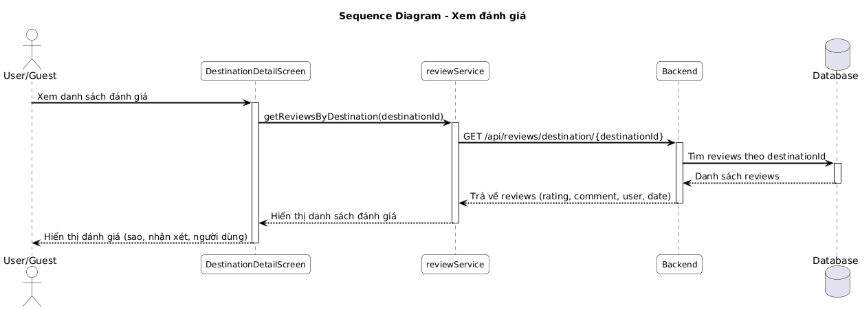 Sequence Diagram - Xem đánh giá
User/Guest
DestinationDetailScreen
reviewService
Backend
Database
Xem danh sách đánh giá
getReviewsByDestination(destinationId)
GET /api/reviews/destination/{destinationId}
Tìm reviews theo destinationId
Danh sách reviews
Trả về reviews (rating, comment, user, date)
Hiển thị danh sách đánh giá
Hiển thị đánh giá (sao, nhận xét, người dùng)
User/Guest
DestinationDetailScreen
reviewService
Backend
Database